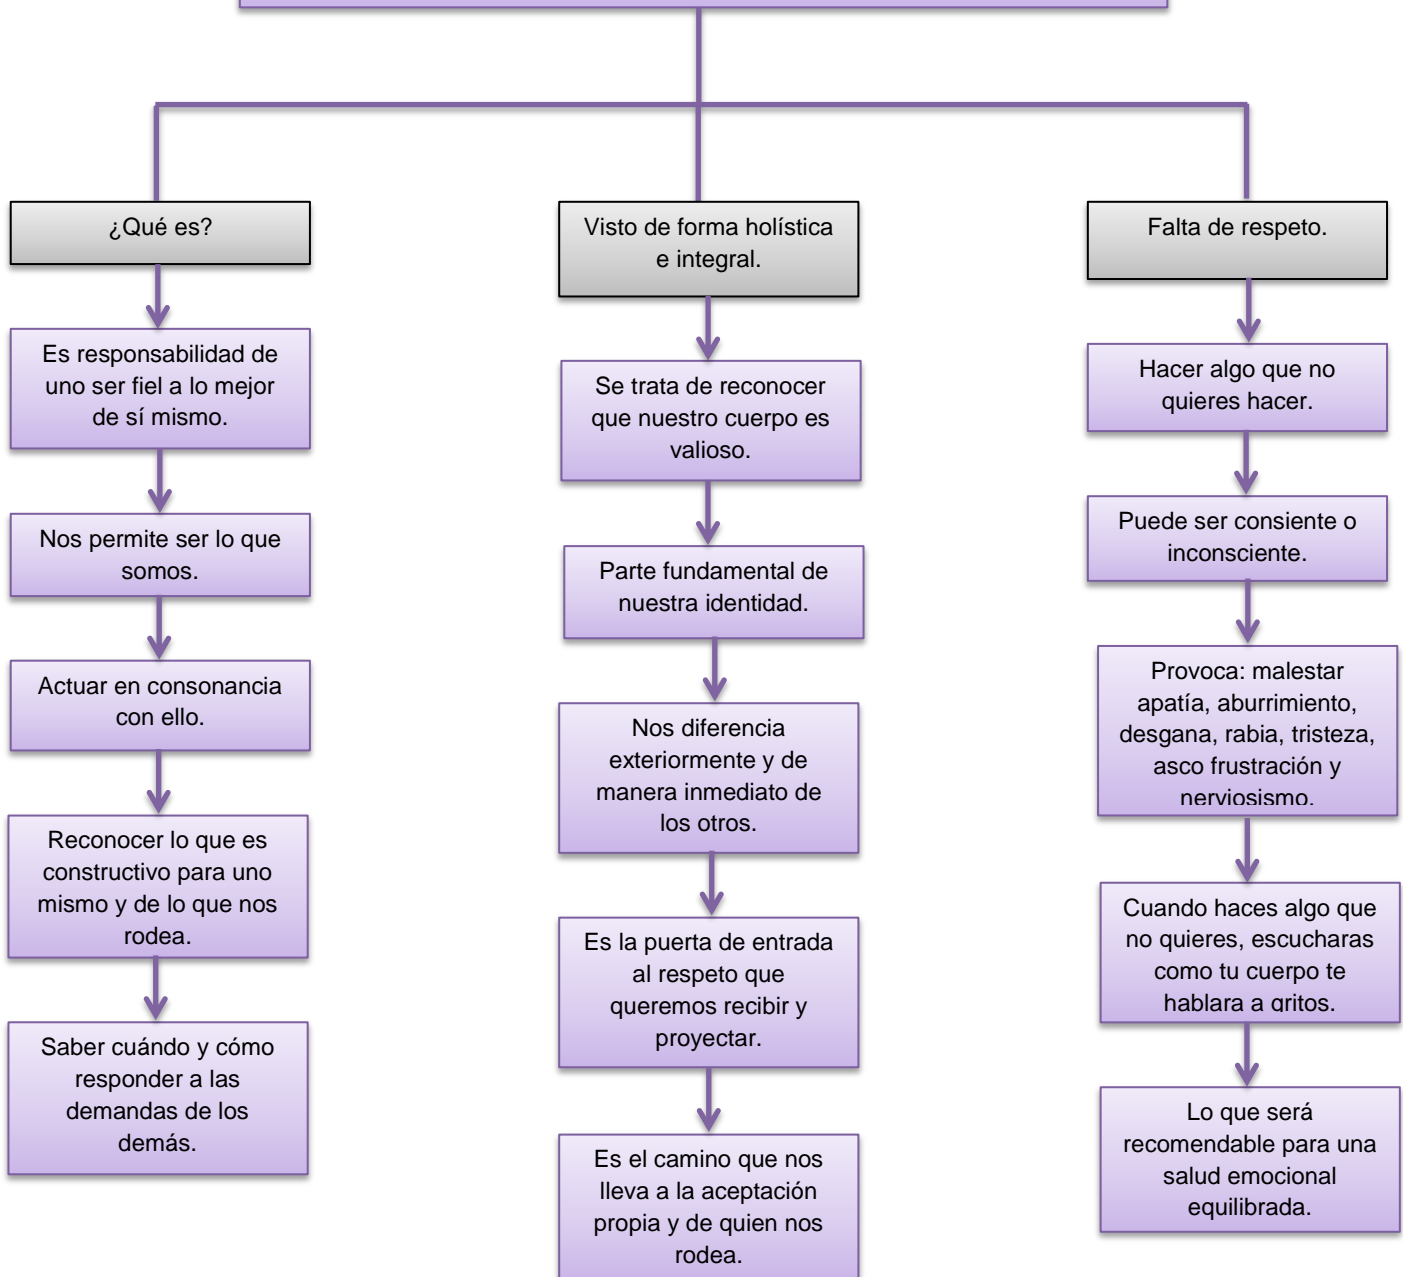 ¿Qué es?
Es responsabilidad de
uno ser fiel a lo mejor
de sí mismo.
Nos permite ser lo que
somos.
Actuar en consonancia
con ello.
Reconocer lo que es
constructivo para uno
mismo y de lo que nos
rodea.
Saber cuándo y cómo
responder a las
demandas de los
demás.
Visto de forma holística
e integral.
Se trata de reconocer
que nuestro cuerpo es
valioso.
Parte fundamental de
nuestra identidad.
Nos diferencia
exteriormente y de
manera inmediato de
los otros.
Es la puerta de entrada
al respeto que
queremos recibir y
proyectar.
Es el camino que nos
lleva a la aceptación
propia y de quien nos
rodea.
Falta de respeto.
Hacer algo que no
quieres hacer.
Puede ser consiente o
inconsciente.
Provoca: malestar
apatía, aburrimiento,
desgana, rabia, tristeza,
asco frustración y
nerviosismo.
Cuando haces algo que
no quieres, escucharas
como tu cuerpo te
hablara a gritos.
Lo que será
recomendable para una
salud emocional
equilibrada.